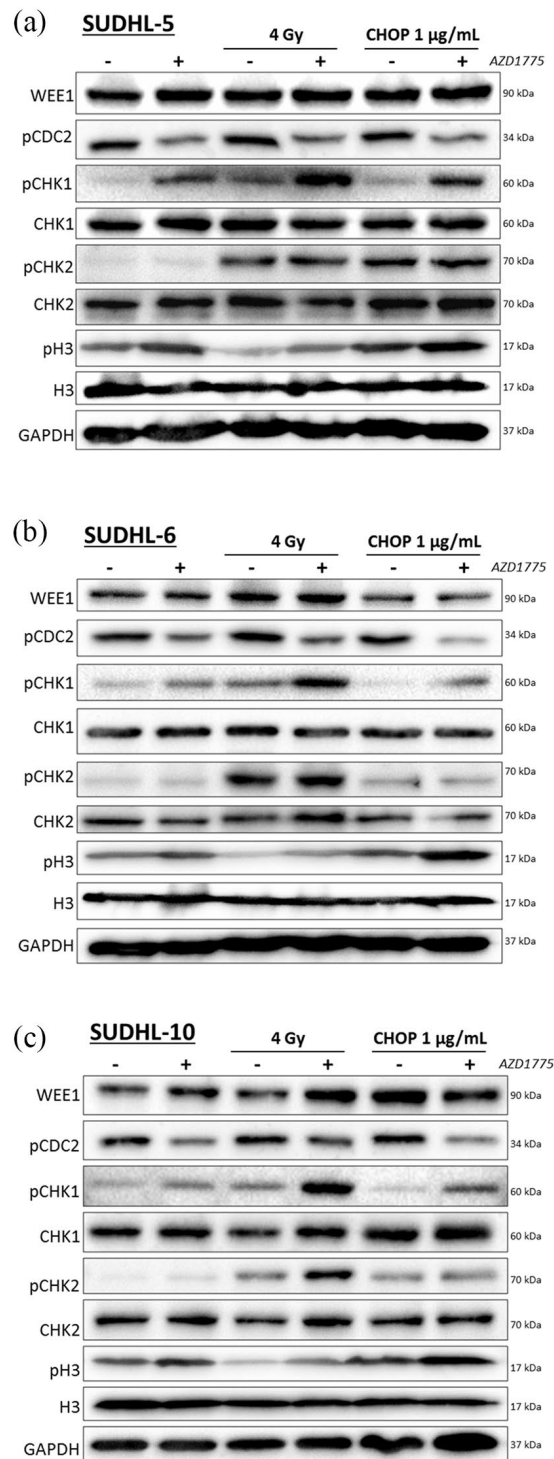 (a)
SUDHL-5
4 Gy CHOP 1 µg/mL
- + - + - + AZD1775
WEE1 90 kDa
pCDC2 34 kDa
pCHK1 60 kDa
CHK1 60 kDa
pCHK2 70 kDa
CHK2 70 kDa
pH3 17 kDa
H3 17 kDa
GAPDH 37 kDa
(b)
SUDHL-6
4 Gy CHOP 1 µg/mL
- + - + - + AZD1775
WEE1 90 kDa
pCDC2 34 kDa
pCHK1 60 kDa
CHK1 60 kDa
pCHK2 70 kDa
CHK2 70 kDa
pH3 17 kDa
H3 17 kDa
GAPDH 37 kDa
(c)
SUDHL-10
4 Gy CHOP 1 µg/mL
- + - + - + AZD1775
WEE1 90 kDa
pCDC2 34 kDa
pCHK1 60 kDa
CHK1 60 kDa
pCHK2 70 kDa
CHK2 70 kDa
pH3 17 kDa
H3 17 kDa
GAPDH 37 kDa